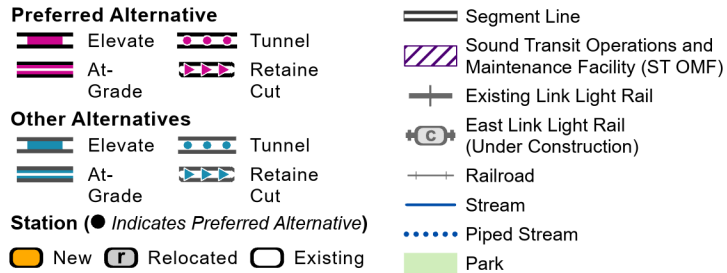 Preferred Alternative
Elevate
Tunnel
At-
Grade
Retaine
Cut
Other Alternatives
Elevate
Tunnel
At-
Grade
Retaine
Cut
Station (● Indicates Preferred Alternative)
New
r Relocated
Existing
Segment Line
Sound Transit Operations and
Maintenance Facility (ST OMF)
Existing Link Light Rail
C East Link Light Rail
(Under Construction)
Railroad
Stream
Piped Stream
Park